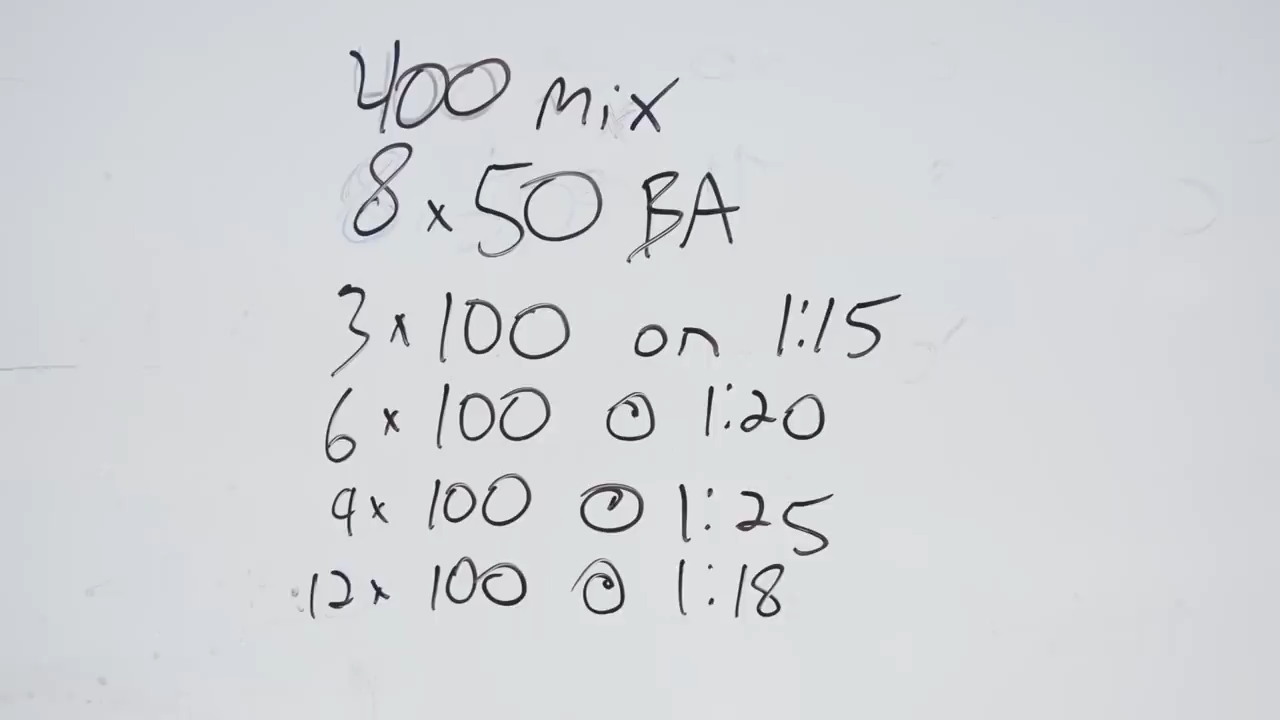 400 mix
8 x 50 BA
3 x 100 on 1:15
6 x 100 @ 1:20
9 x 100 @ 1:25
12 x 100 @ 1:18